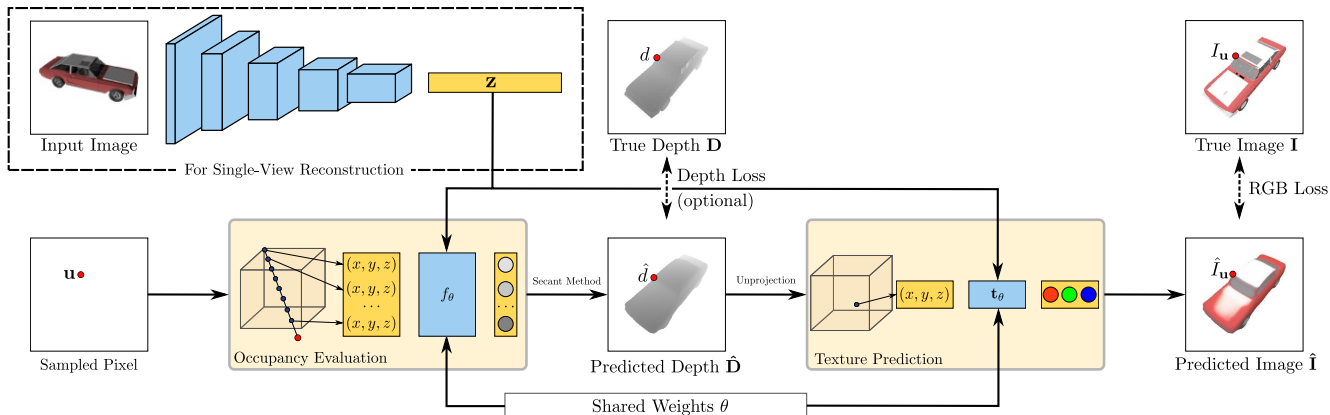 z
Input Image
For Single-View Reconstruction
d
True Depth D
Depth Loss
(optional)
I_u
True Image I
RGB Loss
u
Sampled Pixel
(x, y, z)
(x, y, z)
...
(x, y, z)
f_θ
...
Occupancy Evaluation
Secant Method
d̂
Predicted Depth D̂
Unprojection
(x, y, z)
t_θ
Texture Prediction
Î_u
Predicted Image Î
Shared Weights θ